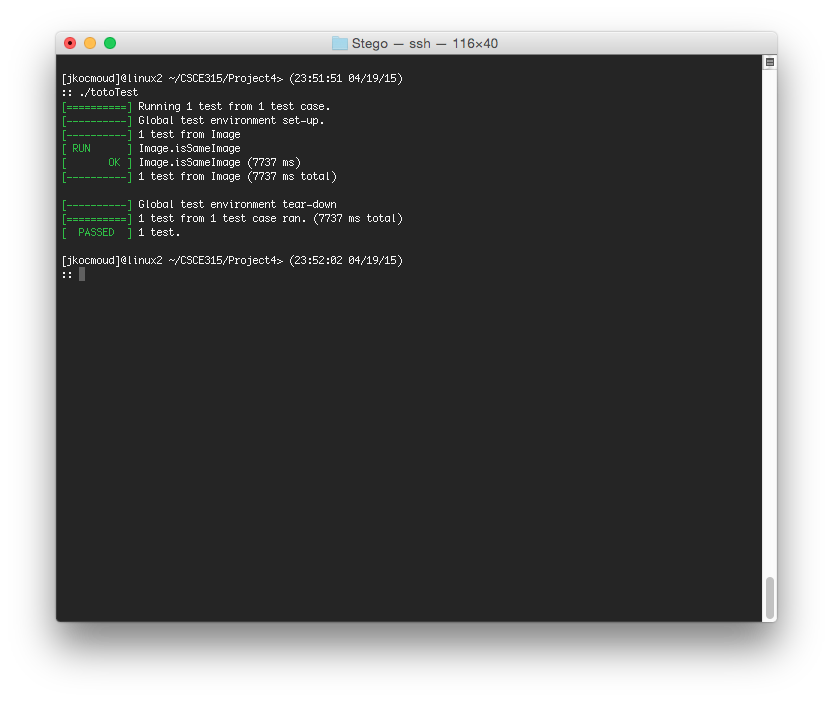 Stego — ssh — 116×40
[jkocmoud]@linux2 ~/CSCE315/Project4> (23:51:51 04/19/15)
:: ./totoTest
[==========] Running 1 test from 1 test case.
[----------] Global test environment set-up.
[----------] 1 test from Image
[ RUN      ] Image.isSameImage
[       OK ] Image.isSameImage (7737 ms)
[----------] 1 test from Image (7737 ms total)
[----------] Global test environment tear-down
[==========] 1 test from 1 test case ran. (7737 ms total)
[  PASSED  ] 1 test.
[jkocmoud]@linux2 ~/CSCE315/Project4> (23:52:02 04/19/15)
::